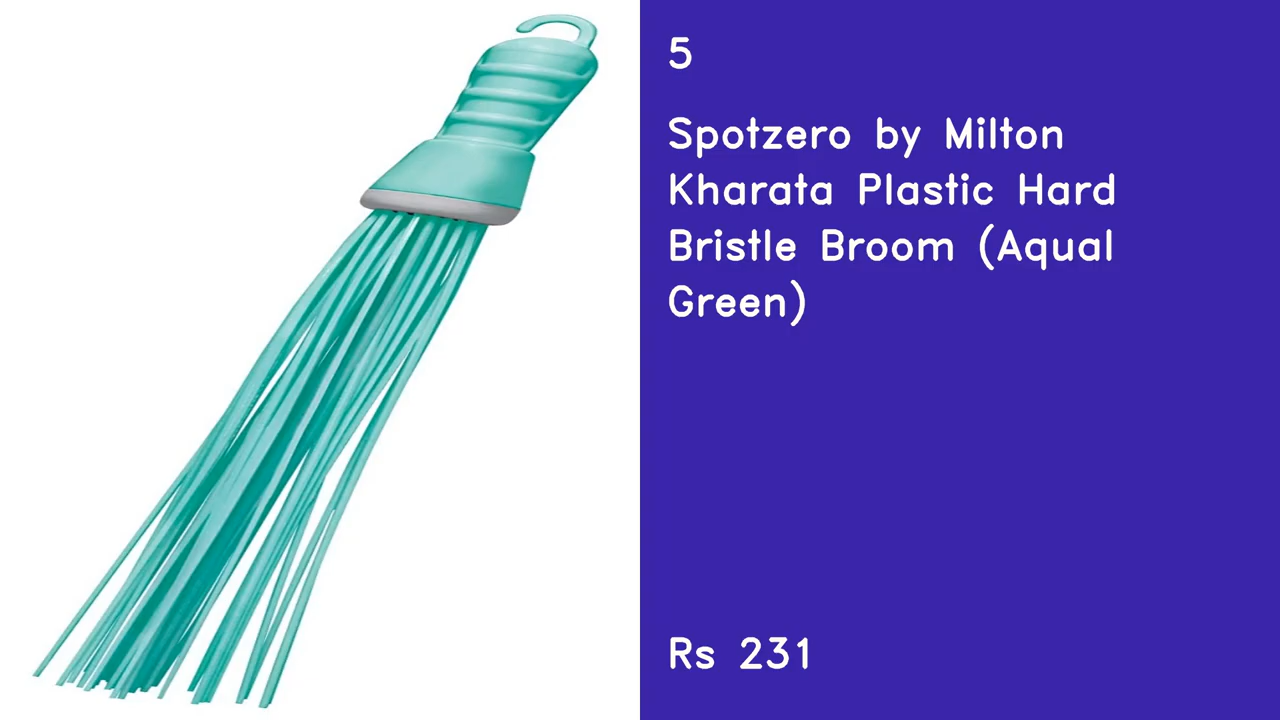 5
Spotzero by Milton
Kharata Plastic Hard
Bristle Broom (Aqual
Green)
Rs 231